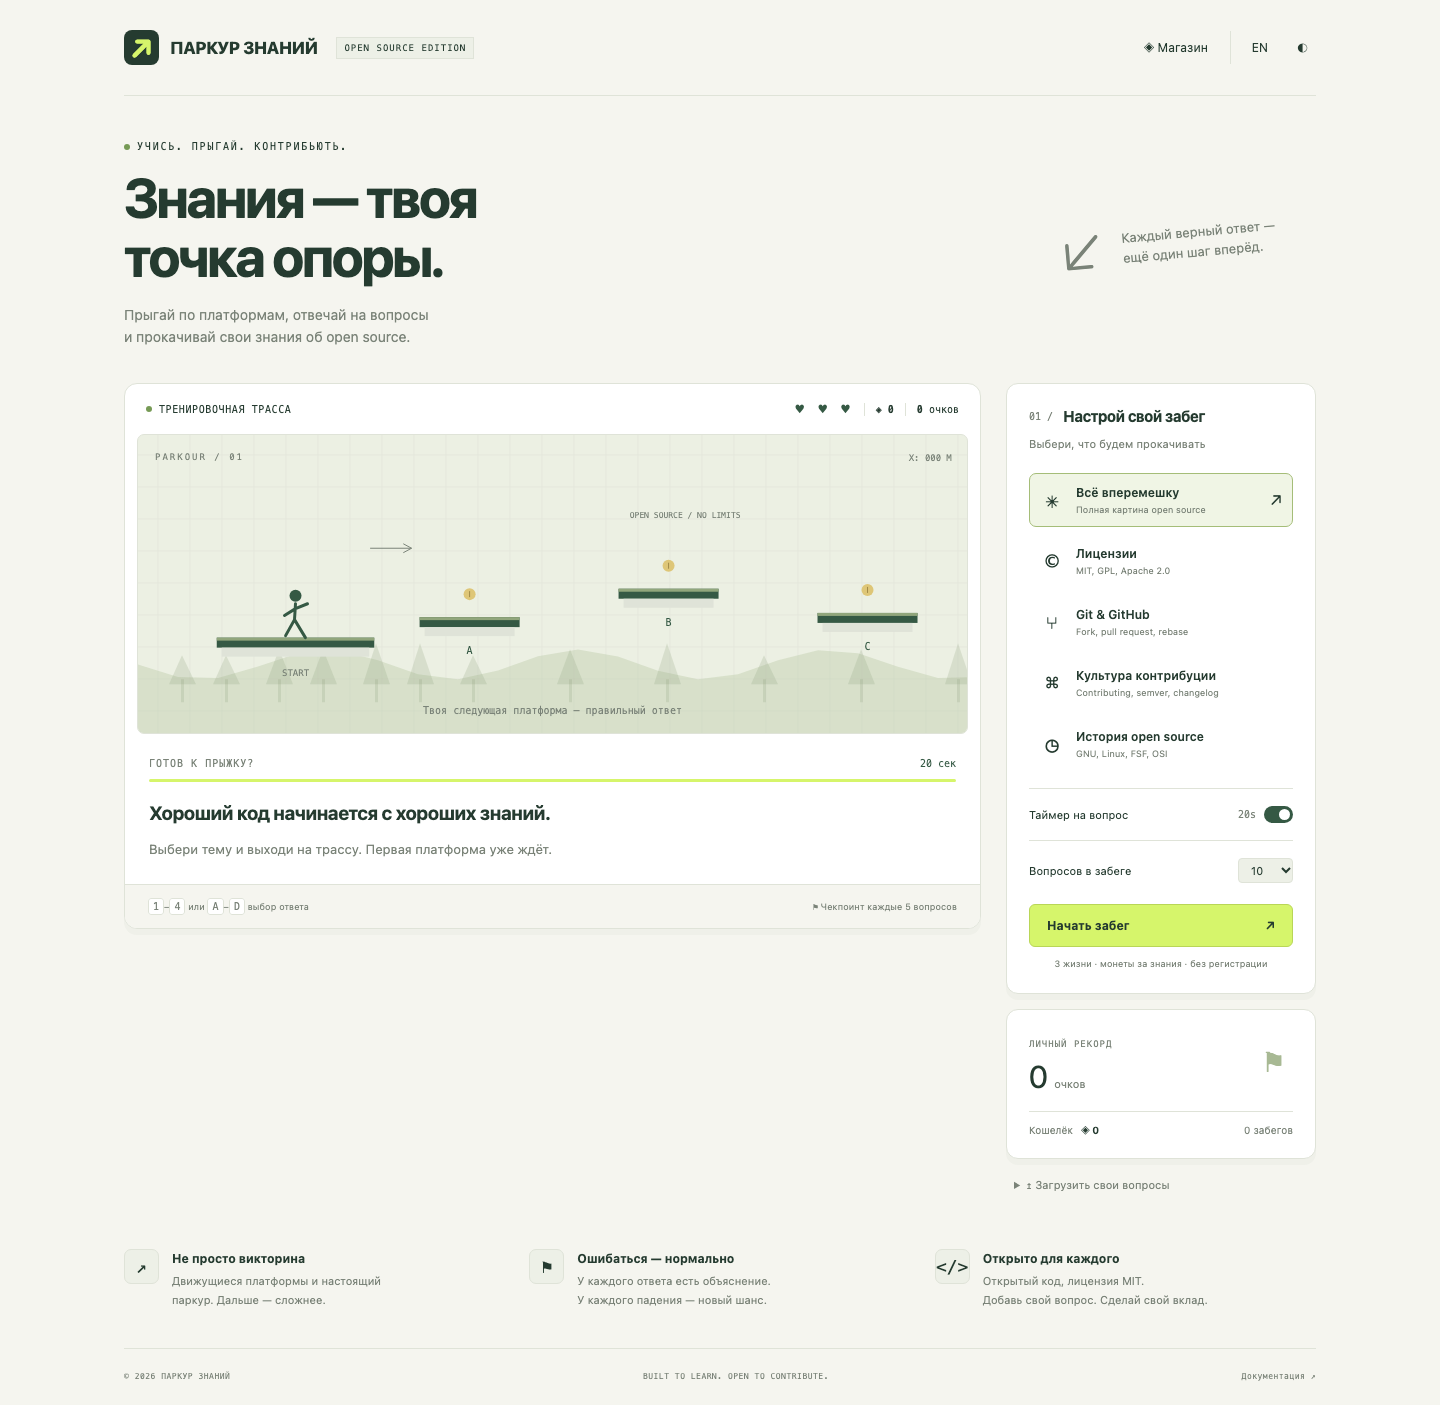 ПАРКУР ЗНАНИЙ
OPEN SOURCE EDITION
◈ Магазин
EN
УЧИСЬ. ПРЫГАЙ. КОНТРИБЬЮТЬ.
Знания — твоя
точка опоры.
Каждый верный ответ —
ещё один шаг вперёд.
Прыгай по платформам, отвечай на вопросы
и прокачивай свои знания об open source.
ТРЕНИРОВОЧНАЯ ТРАССА
♥ ♥ ♥ ◈ 0 0 очков
PARKOUR / 01
X: 000 M
OPEN SOURCE / NO LIMITS
START
A
B
C
Твоя следующая платформа — правильный ответ
ГОТОВ К ПРЫЖКУ?
20 сек
Хороший код начинается с хороших знаний.
Выбери тему и выходи на трассу. Первая платформа уже ждёт.
1–4 или A–D выбор ответа
⚑ Чекпоинт каждые 5 вопросов
01 / Настрой свой забег
Выбери, что будем прокачивать
Всё вперемешку
Полная картина open source
Лицензии
MIT, GPL, Apache 2.0
Git & GitHub
Fork, pull request, rebase
Культура контрибуции
Contributing, semver, changelog
История open source
GNU, Linux, FSF, OSI
Таймер на вопрос
20s
Вопросов в забеге
10
Начать забег ↗
3 жизни · монеты за знания · без регистрации
ЛИЧНЫЙ РЕКОРД
0 очков
Кошелёк ◈ 0
0 забегов
▶ ↥ Загрузить свои вопросы
Не просто викторина
Движущиеся платформы и настоящий
паркур. Дальше — сложнее.
Ошибаться — нормально
У каждого ответа есть объяснение.
У каждого падения — новый шанс.
</>
Открыто для каждого
Открытый код, лицензия MIT.
Добавь свой вопрос. Сделай свой вклад.
© 2026 ПАРКУР ЗНАНИЙ
BUILT TO LEARN. OPEN TO CONTRIBUTE.
Документация ↗